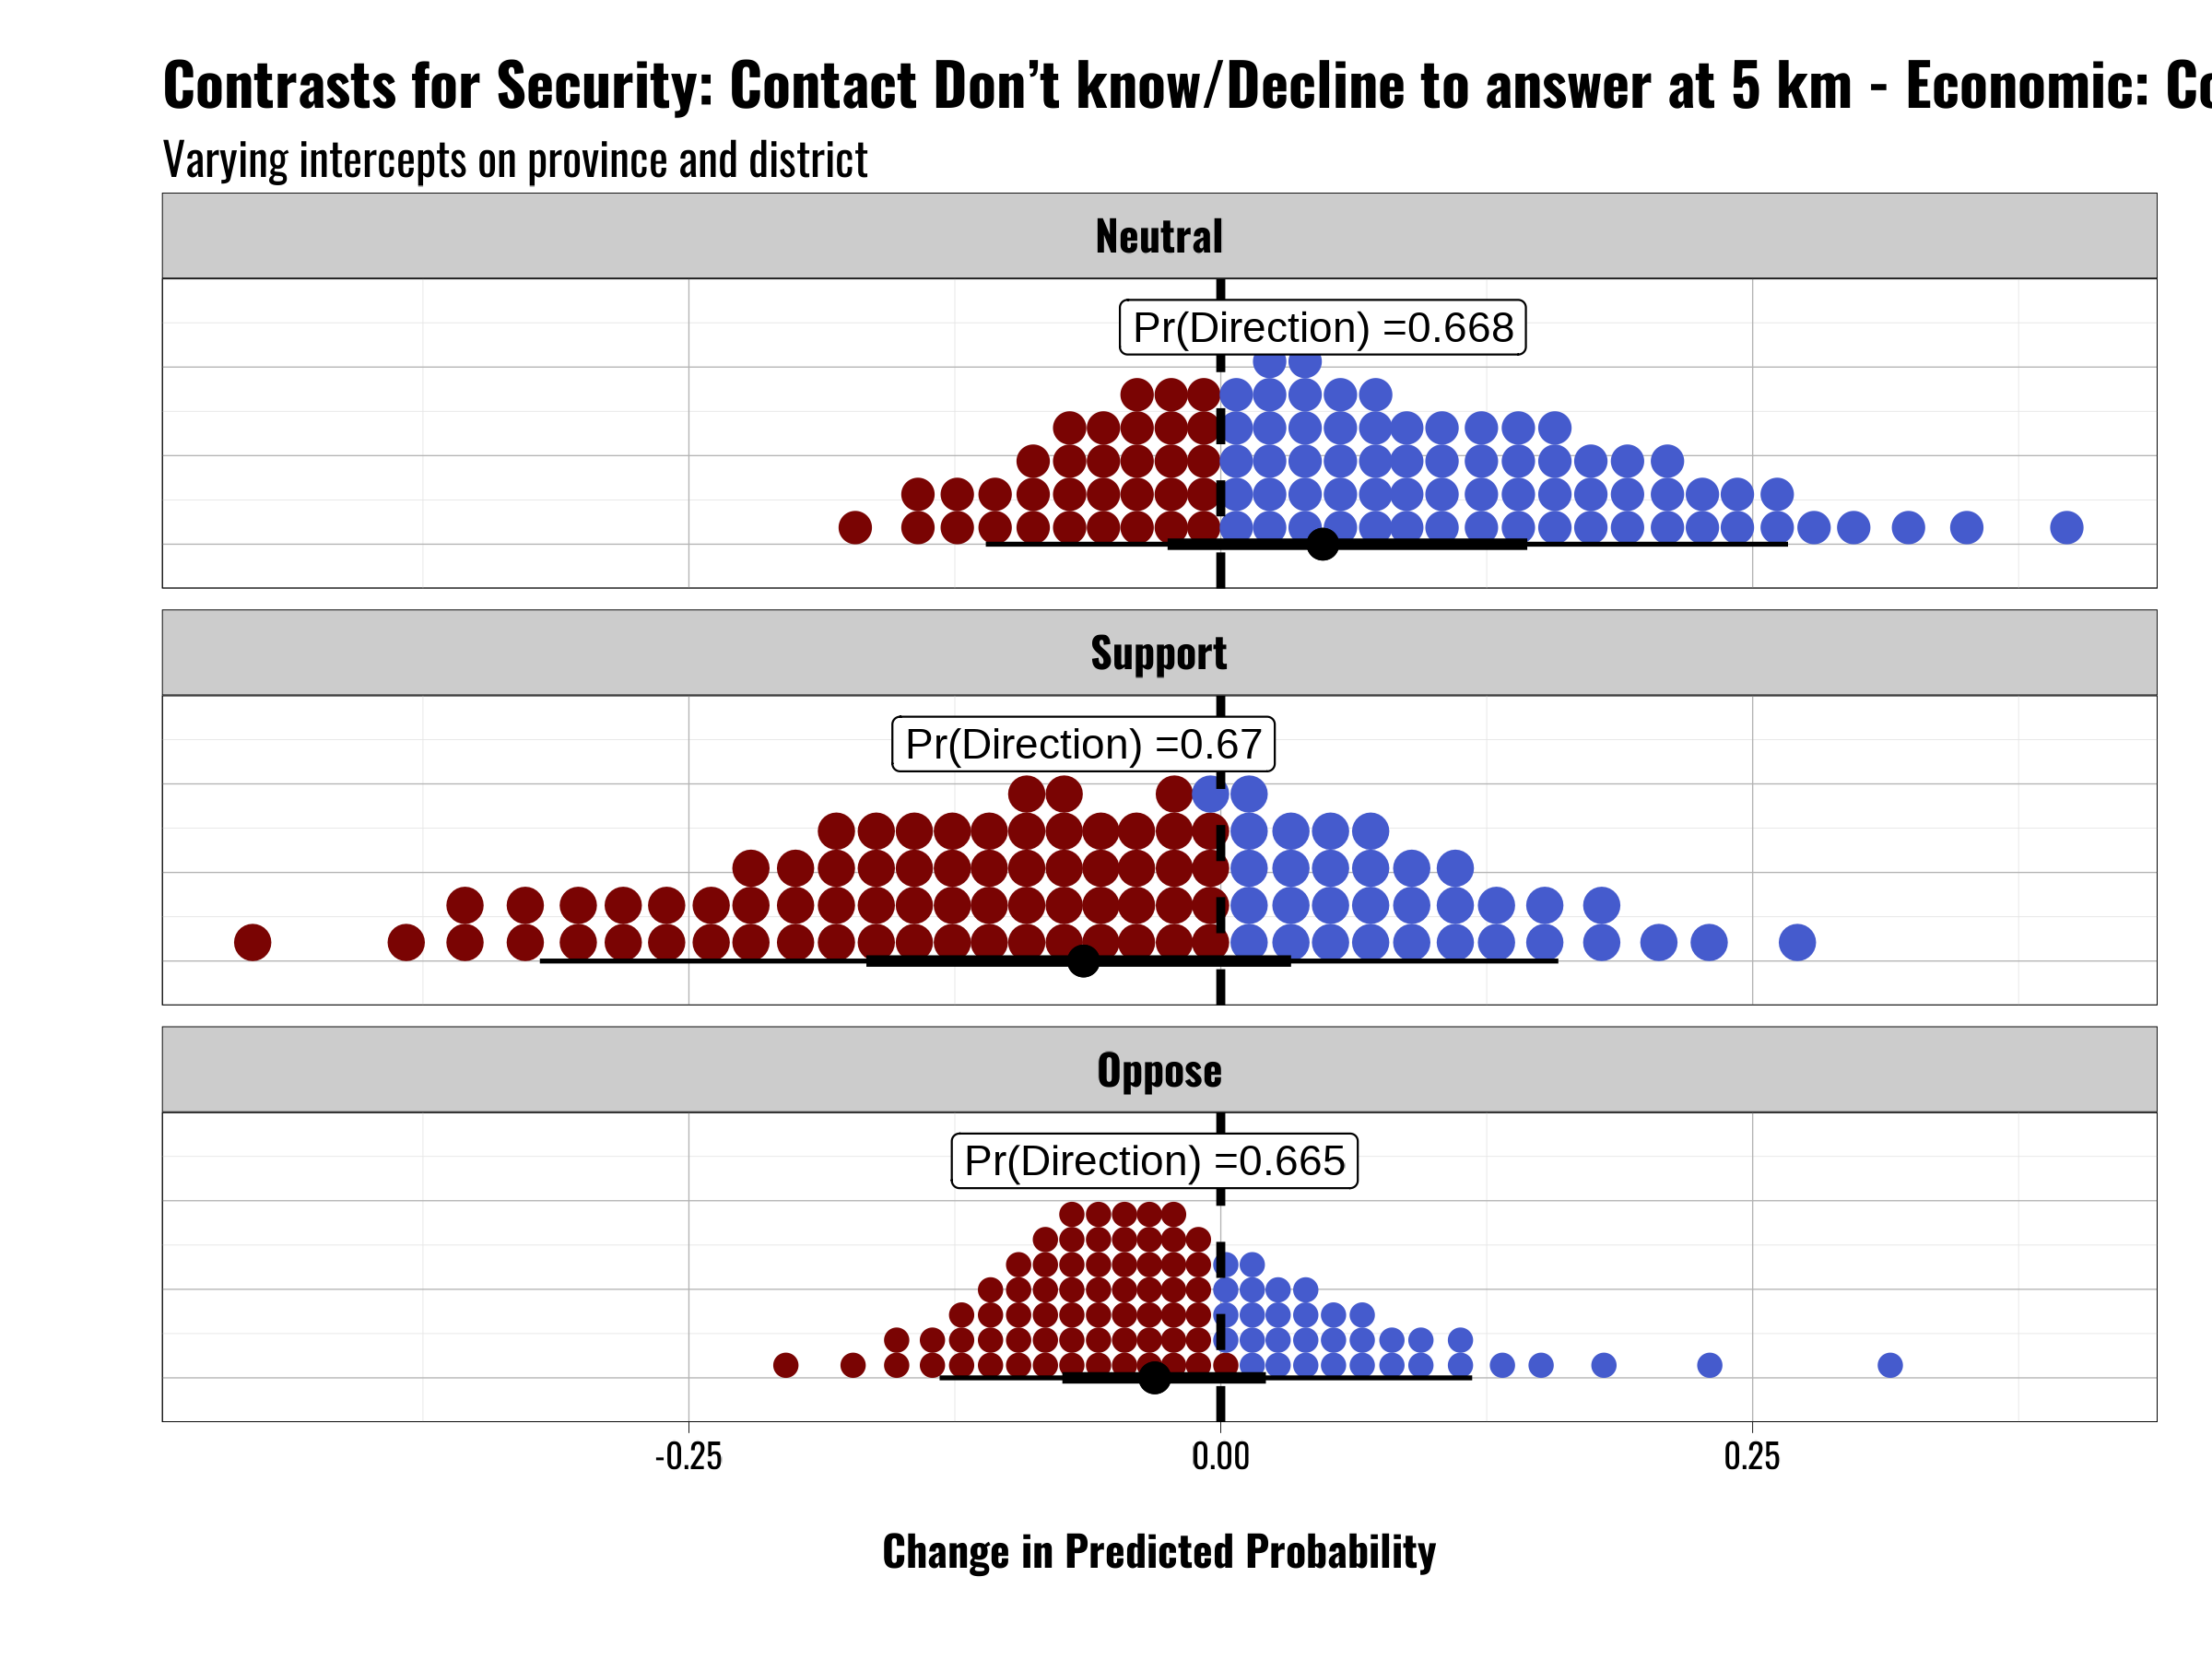 Contrasts for Security: Contact Don’t know/Decline to answer at 5 km - Economic:
Varying intercepts on province and district
Neutral
Pr(Direction) =0.668
Support
Pr(Direction) =0.67
Oppose
Pr(Direction) =0.665
-0.25 0.00 0.25
Change in Predicted Probability